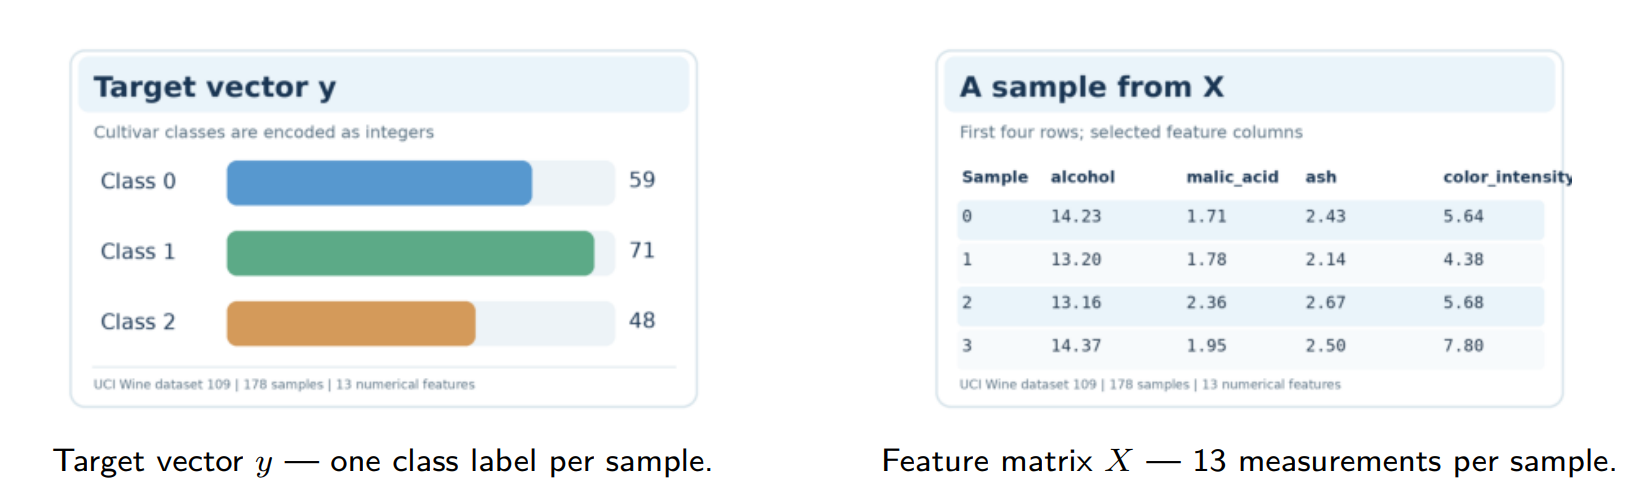 Target vector y
Cultivar classes are encoded as integers
Class 0 59
Class 1 71
Class 2 48
UCI Wine dataset 109 | 178 samples | 13 numerical features
Target vector y — one class label per sample.
A sample from X
First four rows; selected feature columns
Sample alcohol malic_acid ash color_intensity
0 14.23 1.71 2.43 5.64
1 13.20 1.78 2.14 4.38
2 13.16 2.36 2.67 5.68
3 14.37 1.95 2.50 7.80
UCI Wine dataset 109 | 178 samples | 13 numerical features
Feature matrix X — 13 measurements per sample.